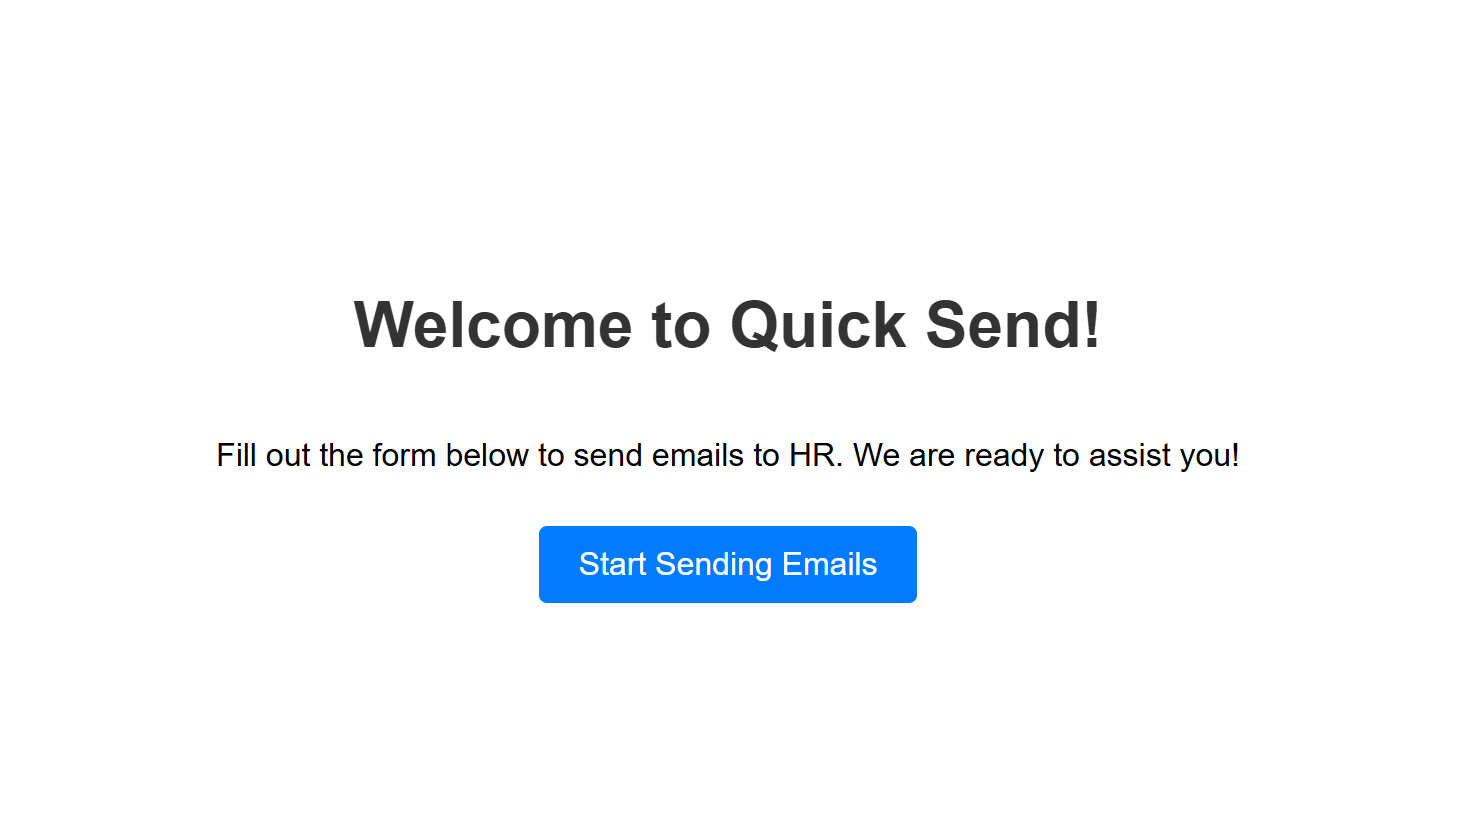 Welcome to Quick Send!
Fill out the form below to send emails to HR. We are ready to assist you!
Start Sending Emails